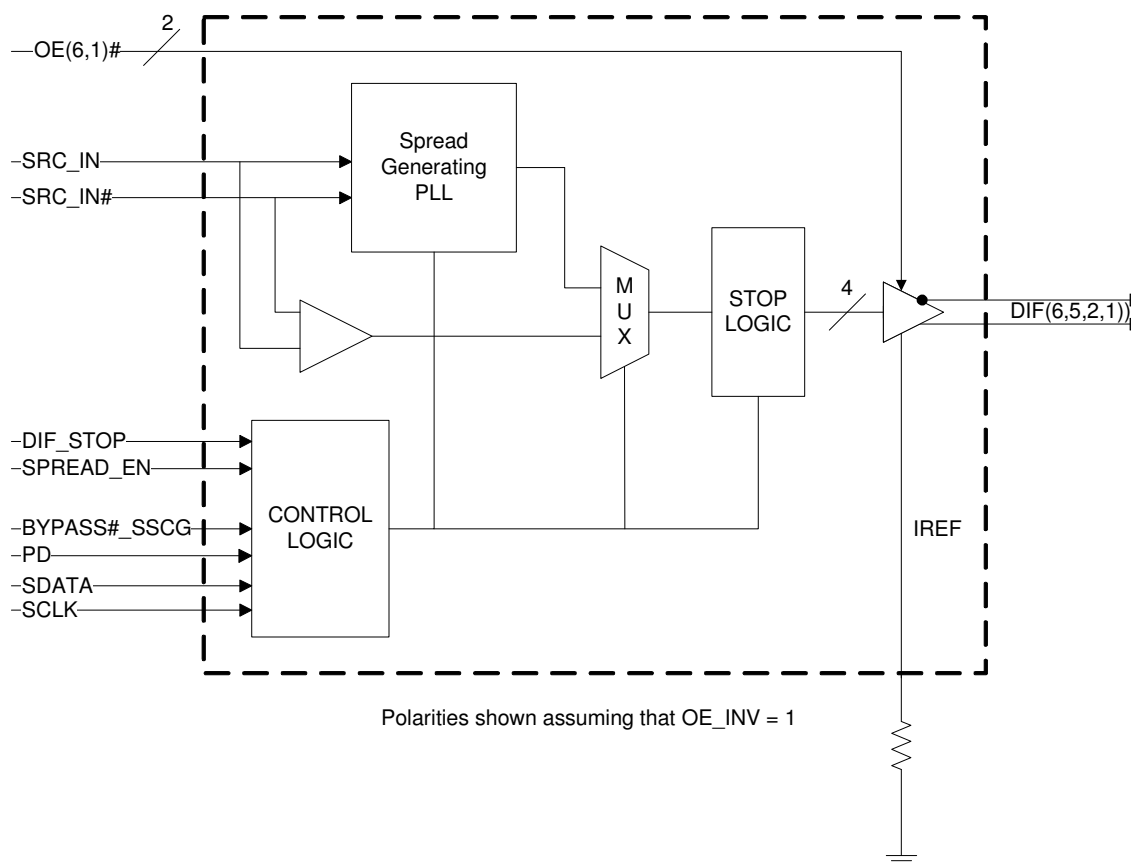 2
OE(6,1)#
Spread
Generating
PLL
SRC_IN
SRC_IN#
M
U
X
STOP
LOGIC
4
DIF(6,5,2,1))
DIF_STOP
SPREAD_EN
BYPASS#_SSCG
PD
SDATA
SCLK
CONTROL
LOGIC
IREF
Polarities shown assuming that OE_INV = 1